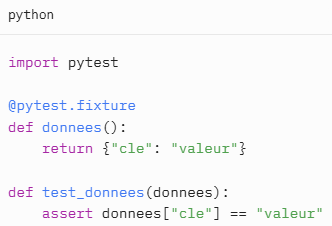 python
import pytest
@pytest.fixture
def donnees():
    return {"cle": "valeur"}
def test_donnees(donnees):
    assert donnees["cle"] == "valeur"